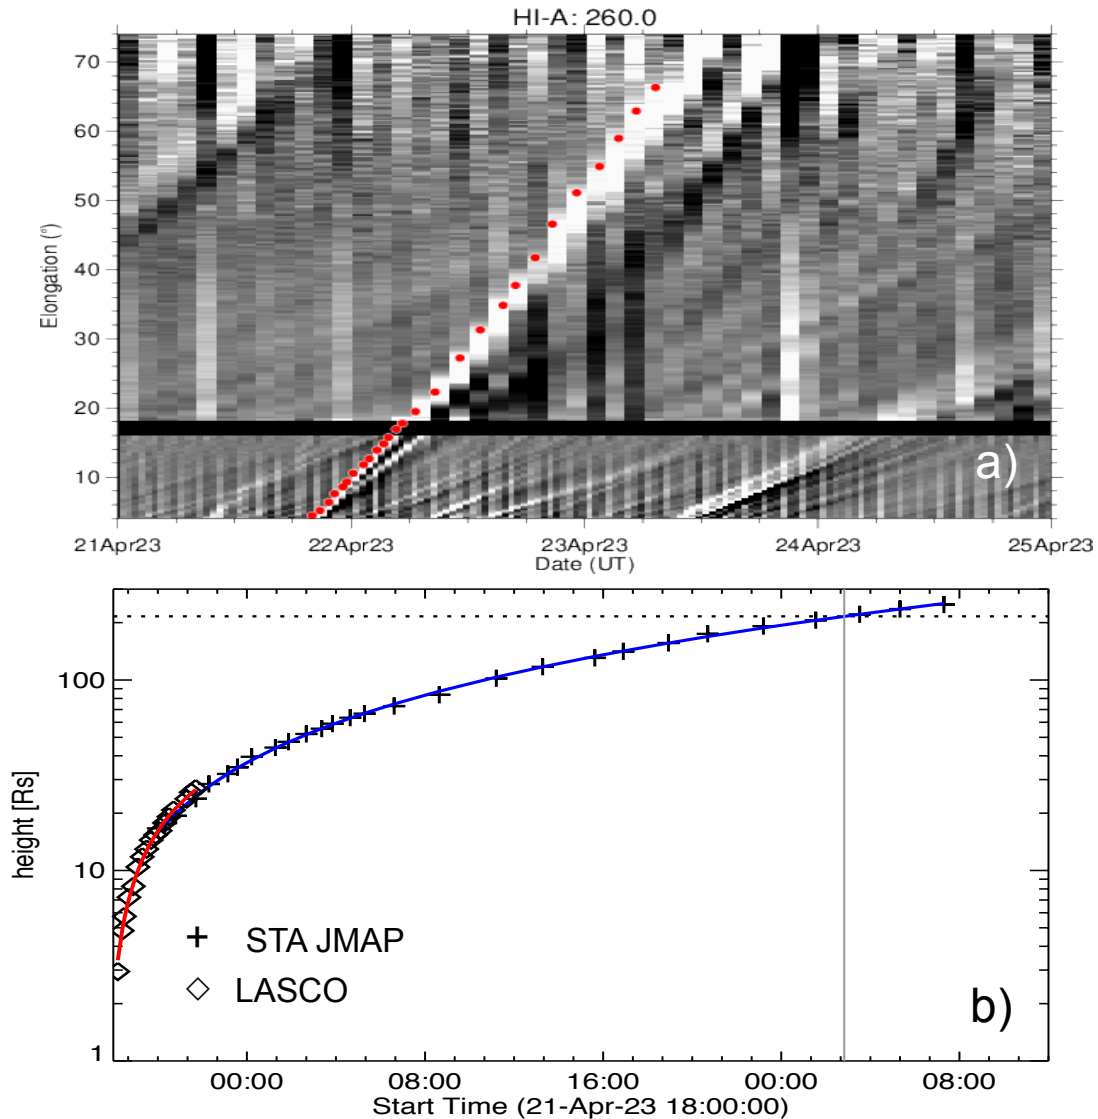 HI-A: 260.0
70
60
50
40
30
20
10
Elongation (°)
a)
21Apr23 22Apr23 23Apr23 24Apr23 25Apr23
Date (UT)
100
10
1
height [Rs]
STA JMAP
LASCO
b)
00:00 08:00 16:00 00:00 08:00
Start Time (21-Apr-23 18:00:00)